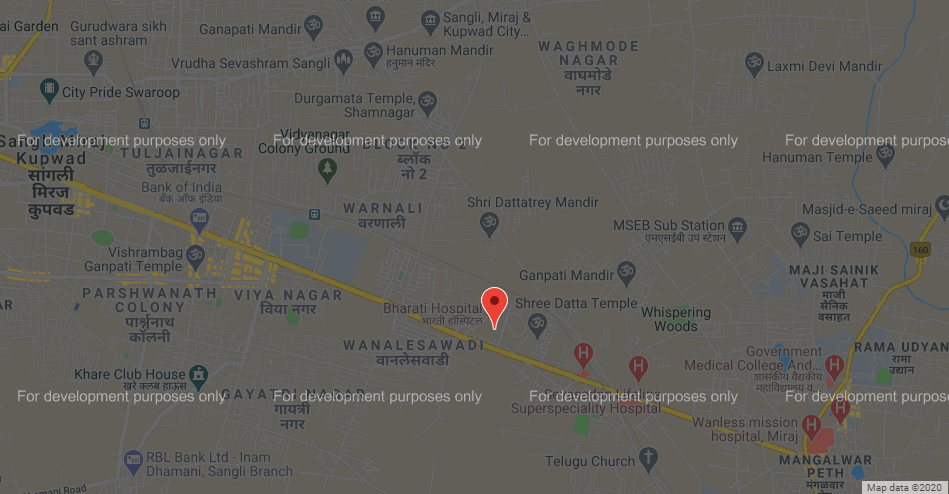 ai Garden
Gurudwara sikh
sant ashram
Ganapati Mandir
Sangli, Miraj &
Kupwad City...
Hanuman Mandir
हनुमान मंदिर
WAGHMODE
NAGAR
वाघमोडे
नगर
Vrudha Sevashram Sangli
Laxmi Devi Mandir
City Pride Swaroop
Durgamata Temple,
Shamnagar
For development purposes only
For development purposes only
For development purposes only
For development purpose
Kupwad
सांगली
मिरज
कुपवड
TULJAINAGAR
तुळजाईनगर
Vidyanagar
Colony Ground
ब्लॉक
नो 2
Hanuman Temple
Bank of India
बँक ऑफ इंडिया
WARNALI
वरणाली
Shri Dattatrey Mandir
MSEB Sub Station
एमएसईबी उप स्टेशन
Masjid-e-Saeed miraj
Sai Temple
160
Vishrambag
Ganpati Temple
Ganpati Mandir
MAJI SAINIK
VASAHAT
माजी
सैनिक
वसाहत
AR
PARSHWANATH
COLONY
पार्श्वनाथ
कॉलनी
VIYA NAGAR
विया नगर
Bharati Hospital
भारती हॉस्पिटल
Shree Datta Temple
Whispering
Woods
WANALESAWADI
वानलेसवाडी
Government
Medical College And...
शासकीय वैद्यकीय
महाविद्यालय व...
RAMA UDYAN
रामा
उद्यान
Khare Club House
खरे क्लब हाऊस
For development purposes only
For development purposes only
For development purposes only
For development purpose
GAYATRI NAGAR
गायत्री
नगर
Superspeciality Hospital
Wanless mission
hospital, Miraj
RBL Bank Ltd - Inam
Dhamani, Sangli Branch
Telugu Church
MANGALWAR
PETH
मंगळवार
पेठ
mani Road
Map data ©2020